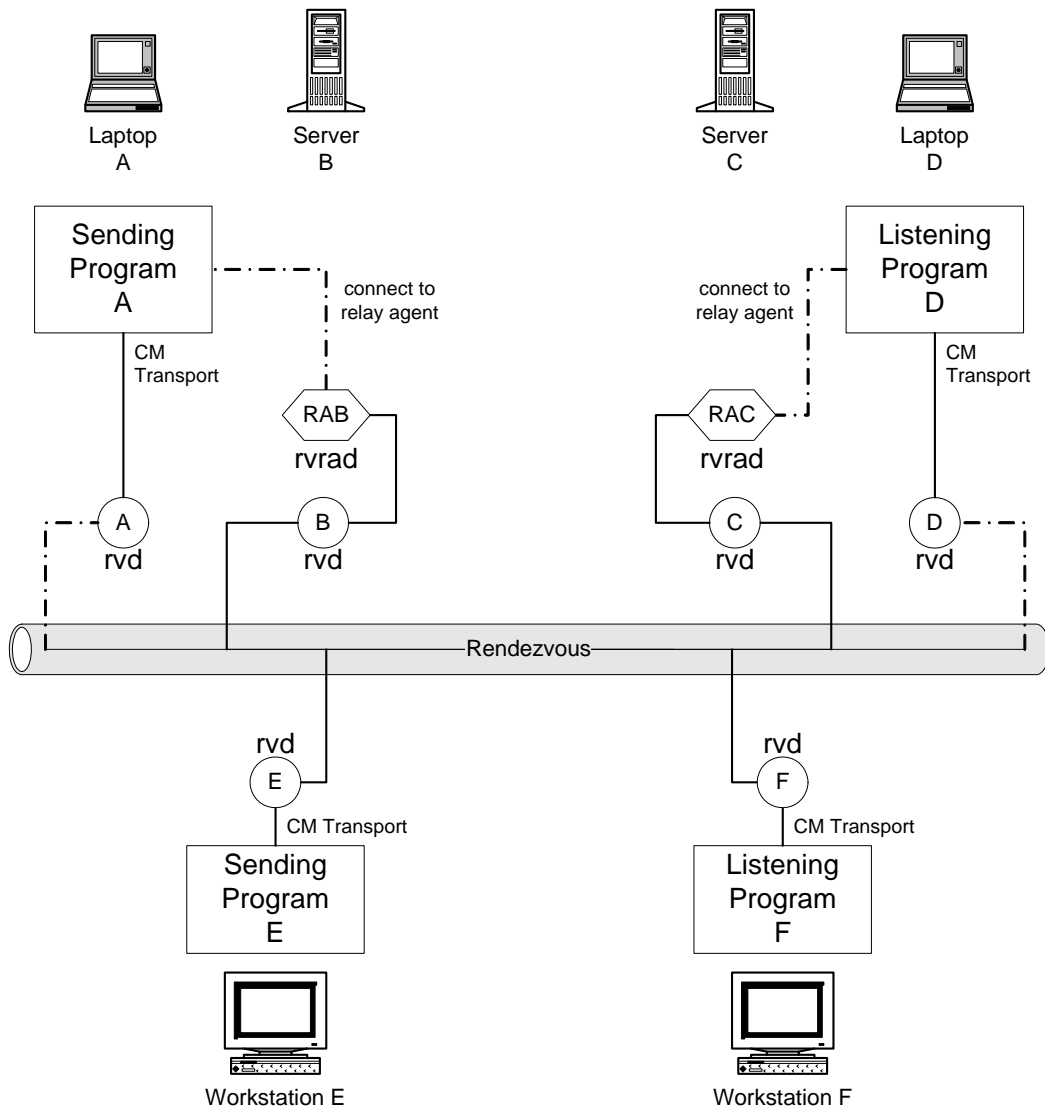 Laptop
A
Server
B
Server
C
Laptop
D
Sending
Program
A
connect to
relay agent
connect to
relay agent
Listening
Program
D
CM
Transport
CM
Transport
RAB
rvrad
RAC
rvrad
A
rvd
B
rvd
C
rvd
D
rvd
Rendezvous
rvd
E
rvd
F
CM Transport
CM Transport
Sending
Program
E
Listening
Program
F
Workstation E
Workstation F